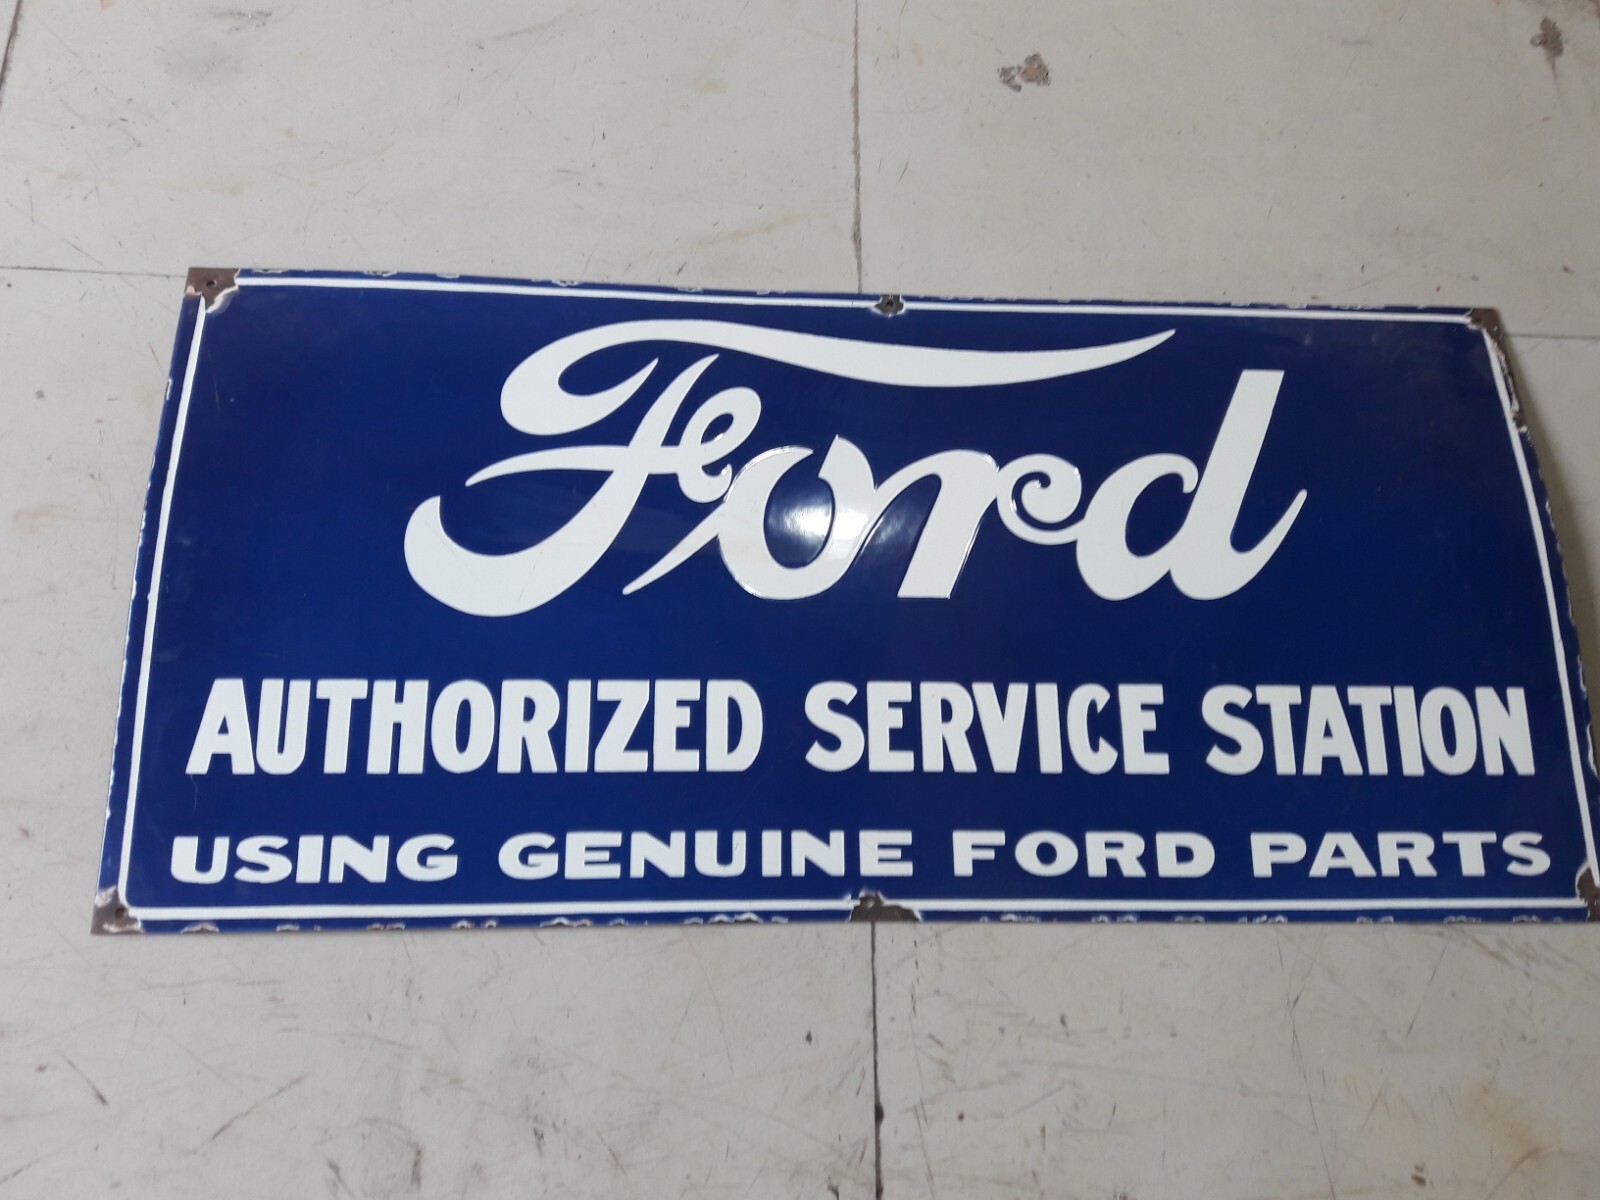 Ford
AUTHORIZED SERVICE STATION
USING GENUINE FORD PARTS